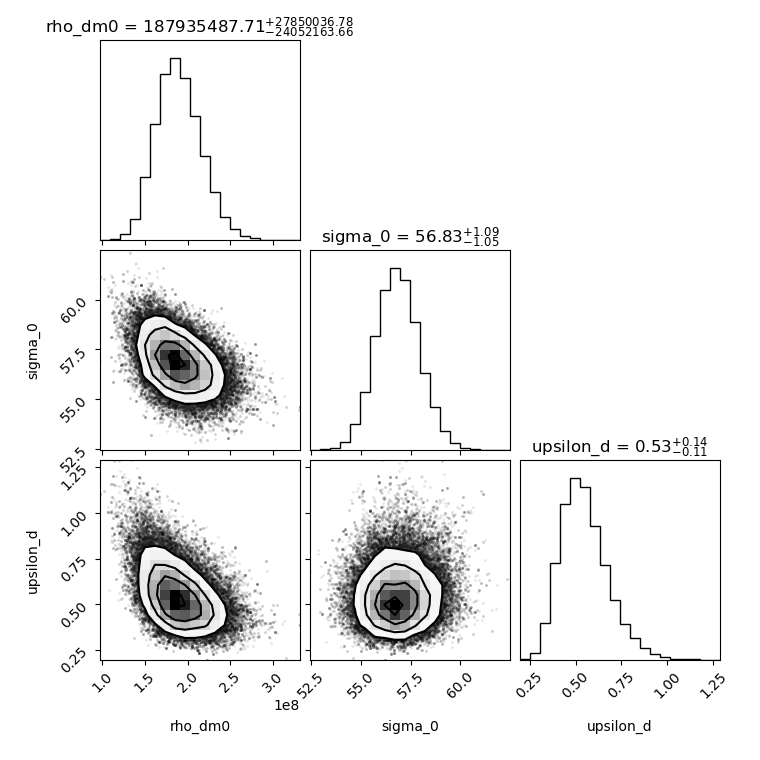 rho_dm0 = 187935487.71+27850036.78 −24052163.66
sigma_0 = 56.83+1.09 −1.05
60.0
57.5
55.0
52.5
sigma_0
upsilon_d = 0.53+0.14 −0.11
1.25
1.00
0.75
0.50
0.25
upsilon_d
1.0 1.5 2.0 2.5 3.0
1e8
rho_dm0
52.5 55.0 57.5 60.0
sigma_0
0.25 0.50 0.75 1.00 1.25
upsilon_d